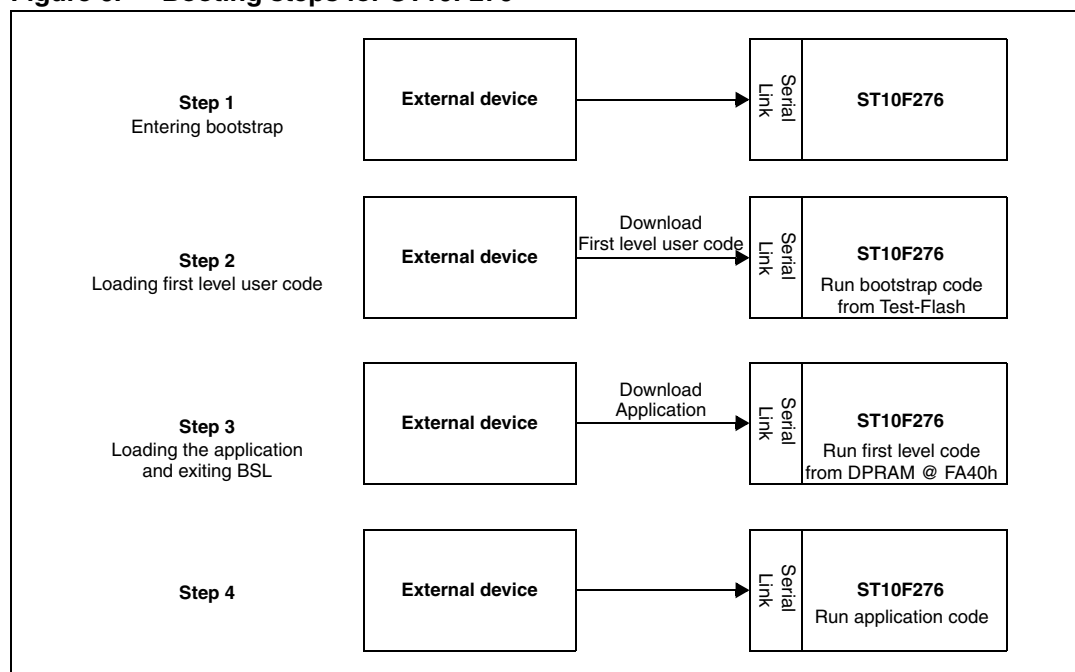 Step 1
Entering bootstrap
External device
Serial
Link
ST10F276
Step 2
Loading first level user code
External device
Download
First level user code
Serial
Link
ST10F276
Run bootstrap code
from Test-Flash
Step 3
Loading the application
and exiting BSL
External device
Download
Application
Serial
Link
ST10F276
Run first level code
from DPRAM @ FA40h
Step 4
External device
Serial
Link
ST10F276
Run application code